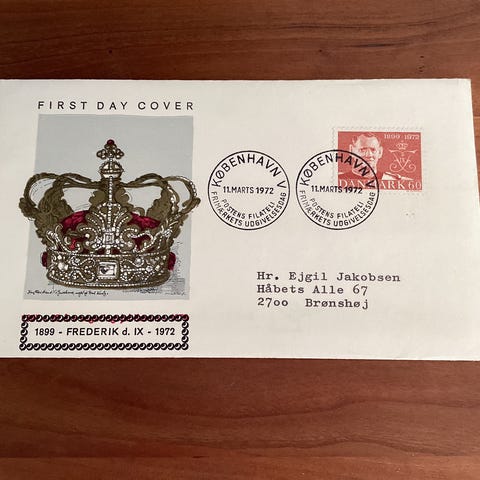 FIRST DAY COVER
1899 - FREDERIK d. IX - 1972
KØBENHAVN V
11.MARTS 1972
POSTENS FILATELI
FRIMÆRKETS UDGIVELSESDAG
KØBENHAVN V
11.MARTS 1972
POSTENS FILATELI
FRIMÆRKETS UDGIVELSESDAG
1899 - 1972
DANMARK 60
Hr. Ejgil Jakobsen
Håbets Alle 67
2700 Brønshøj